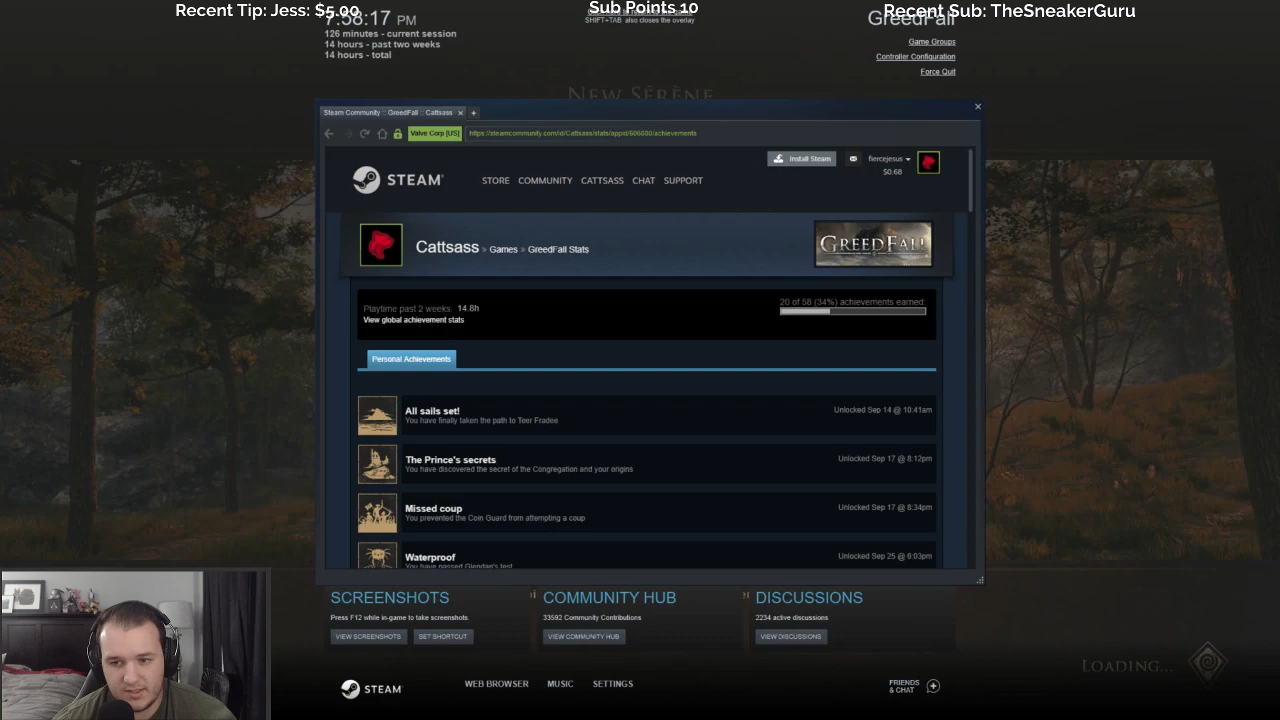 Recent Tip: Jess: $5.00
Sub Points 10
Recent Sub: TheSneakerGuru
7:58:17 PM
126 minutes - current session
14 hours - past two weeks
14 hours - total
SHIFT+TAB also closes the overlay
GreedFall
Game Groups
Controller Configuration
Force Quit
New Sérène
Steam Community :: GreedFall :: Cattsass
Valve Corp [US]
https://steamcommunity.com/id/Cattsass/stats/appid/606880/achievements
Install Steam
fiercejesus
$0.68
STEAM
STORE COMMUNITY CATTSASS CHAT SUPPORT
Cattsass » Games » GreedFall Stats
GREEDFALL
Playtime past 2 weeks: 14.8h
View global achievement stats
20 of 58 (34%) achievements earned:
Personal Achievements
All sails set!
You have finally taken the path to Teer Fradee
Unlocked Sep 14 @ 10:41am
The Prince's secrets
You have discovered the secret of the Congregation and your origins
Unlocked Sep 17 @ 8:12pm
Missed coup
You prevented the Coin Guard from attempting a coup
Unlocked Sep 17 @ 8:34pm
Waterproof
You have passed Glendan's test
Unlocked Sep 25 @ 6:03pm
SCREENSHOTS
Press F12 while in-game to take screenshots.
VIEW SCREENSHOTS
SET SHORTCUT
COMMUNITY HUB
33592 Community Contributions
VIEW COMMUNITY HUB
DISCUSSIONS
2234 active discussions
VIEW DISCUSSIONS
Loading...
STEAM
WEB BROWSER MUSIC SETTINGS
FRIENDS
& CHAT